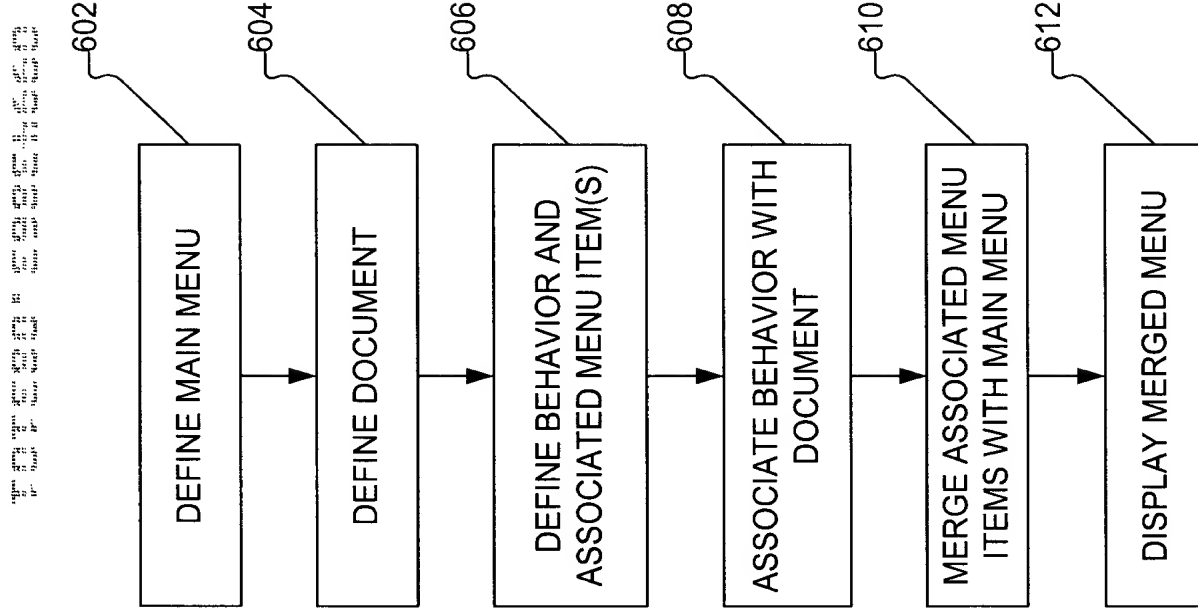 602
DEFINE MAIN MENU
604
DEFINE DOCUMENT
606
DEFINE BEHAVIOR AND
ASSOCIATED MENU ITEM(S)
608
ASSOCIATE BEHAVIOR WITH
DOCUMENT
610
MERGE ASSOCIATED MENU
ITEMS WITH MAIN MENU
612
DISPLAY MERGED MENU